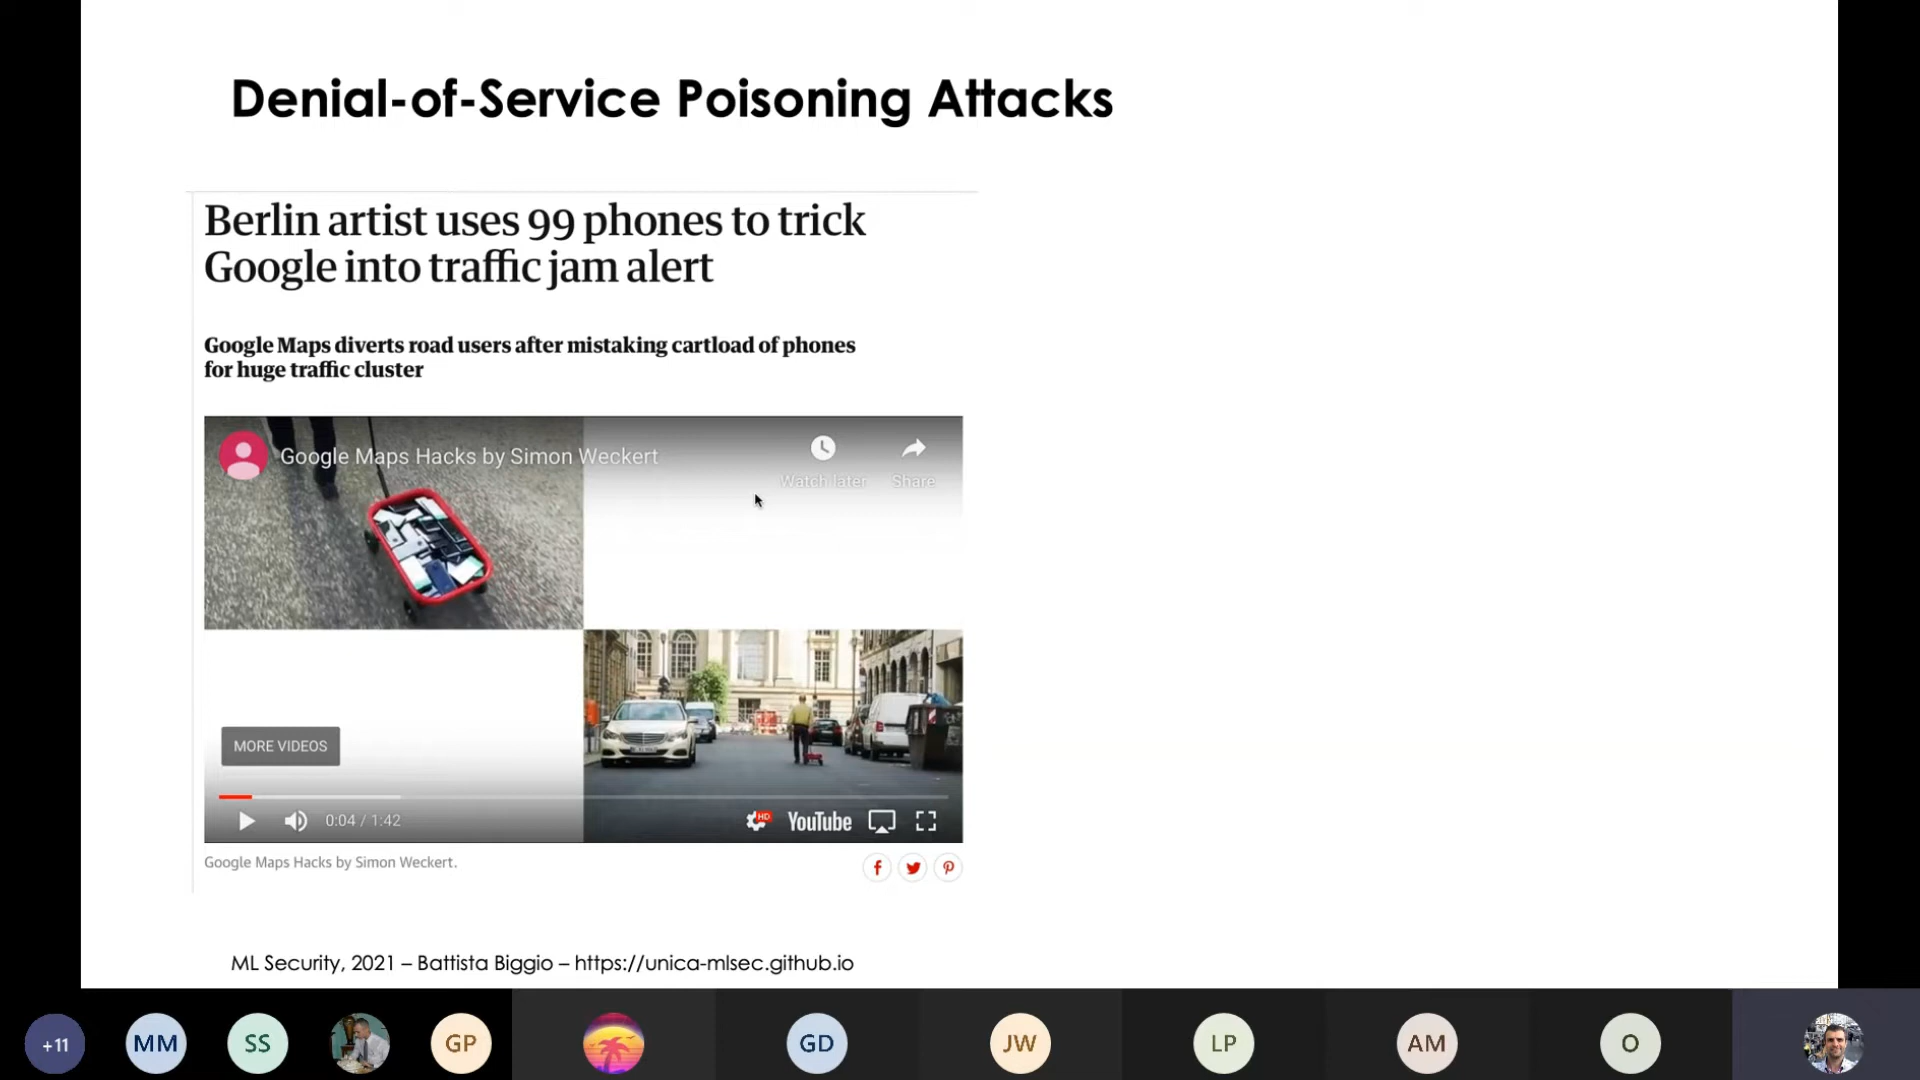 Denial-of-Service Poisoning Attacks
Berlin artist uses 99 phones to trick
Google into traffic jam alert
Google Maps diverts road users after mistaking cartload of phones
for huge traffic cluster
Google Maps Hacks by Simon Weckert
Watch later
Share
MORE VIDEOS
0:04 / 1:42
HD
YouTube
Google Maps Hacks by Simon Weckert.
ML Security, 2021 – Battista Biggio – https://unica-mlsec.github.io
+11
MM
SS
GP
GD
JW
LP
AM
O